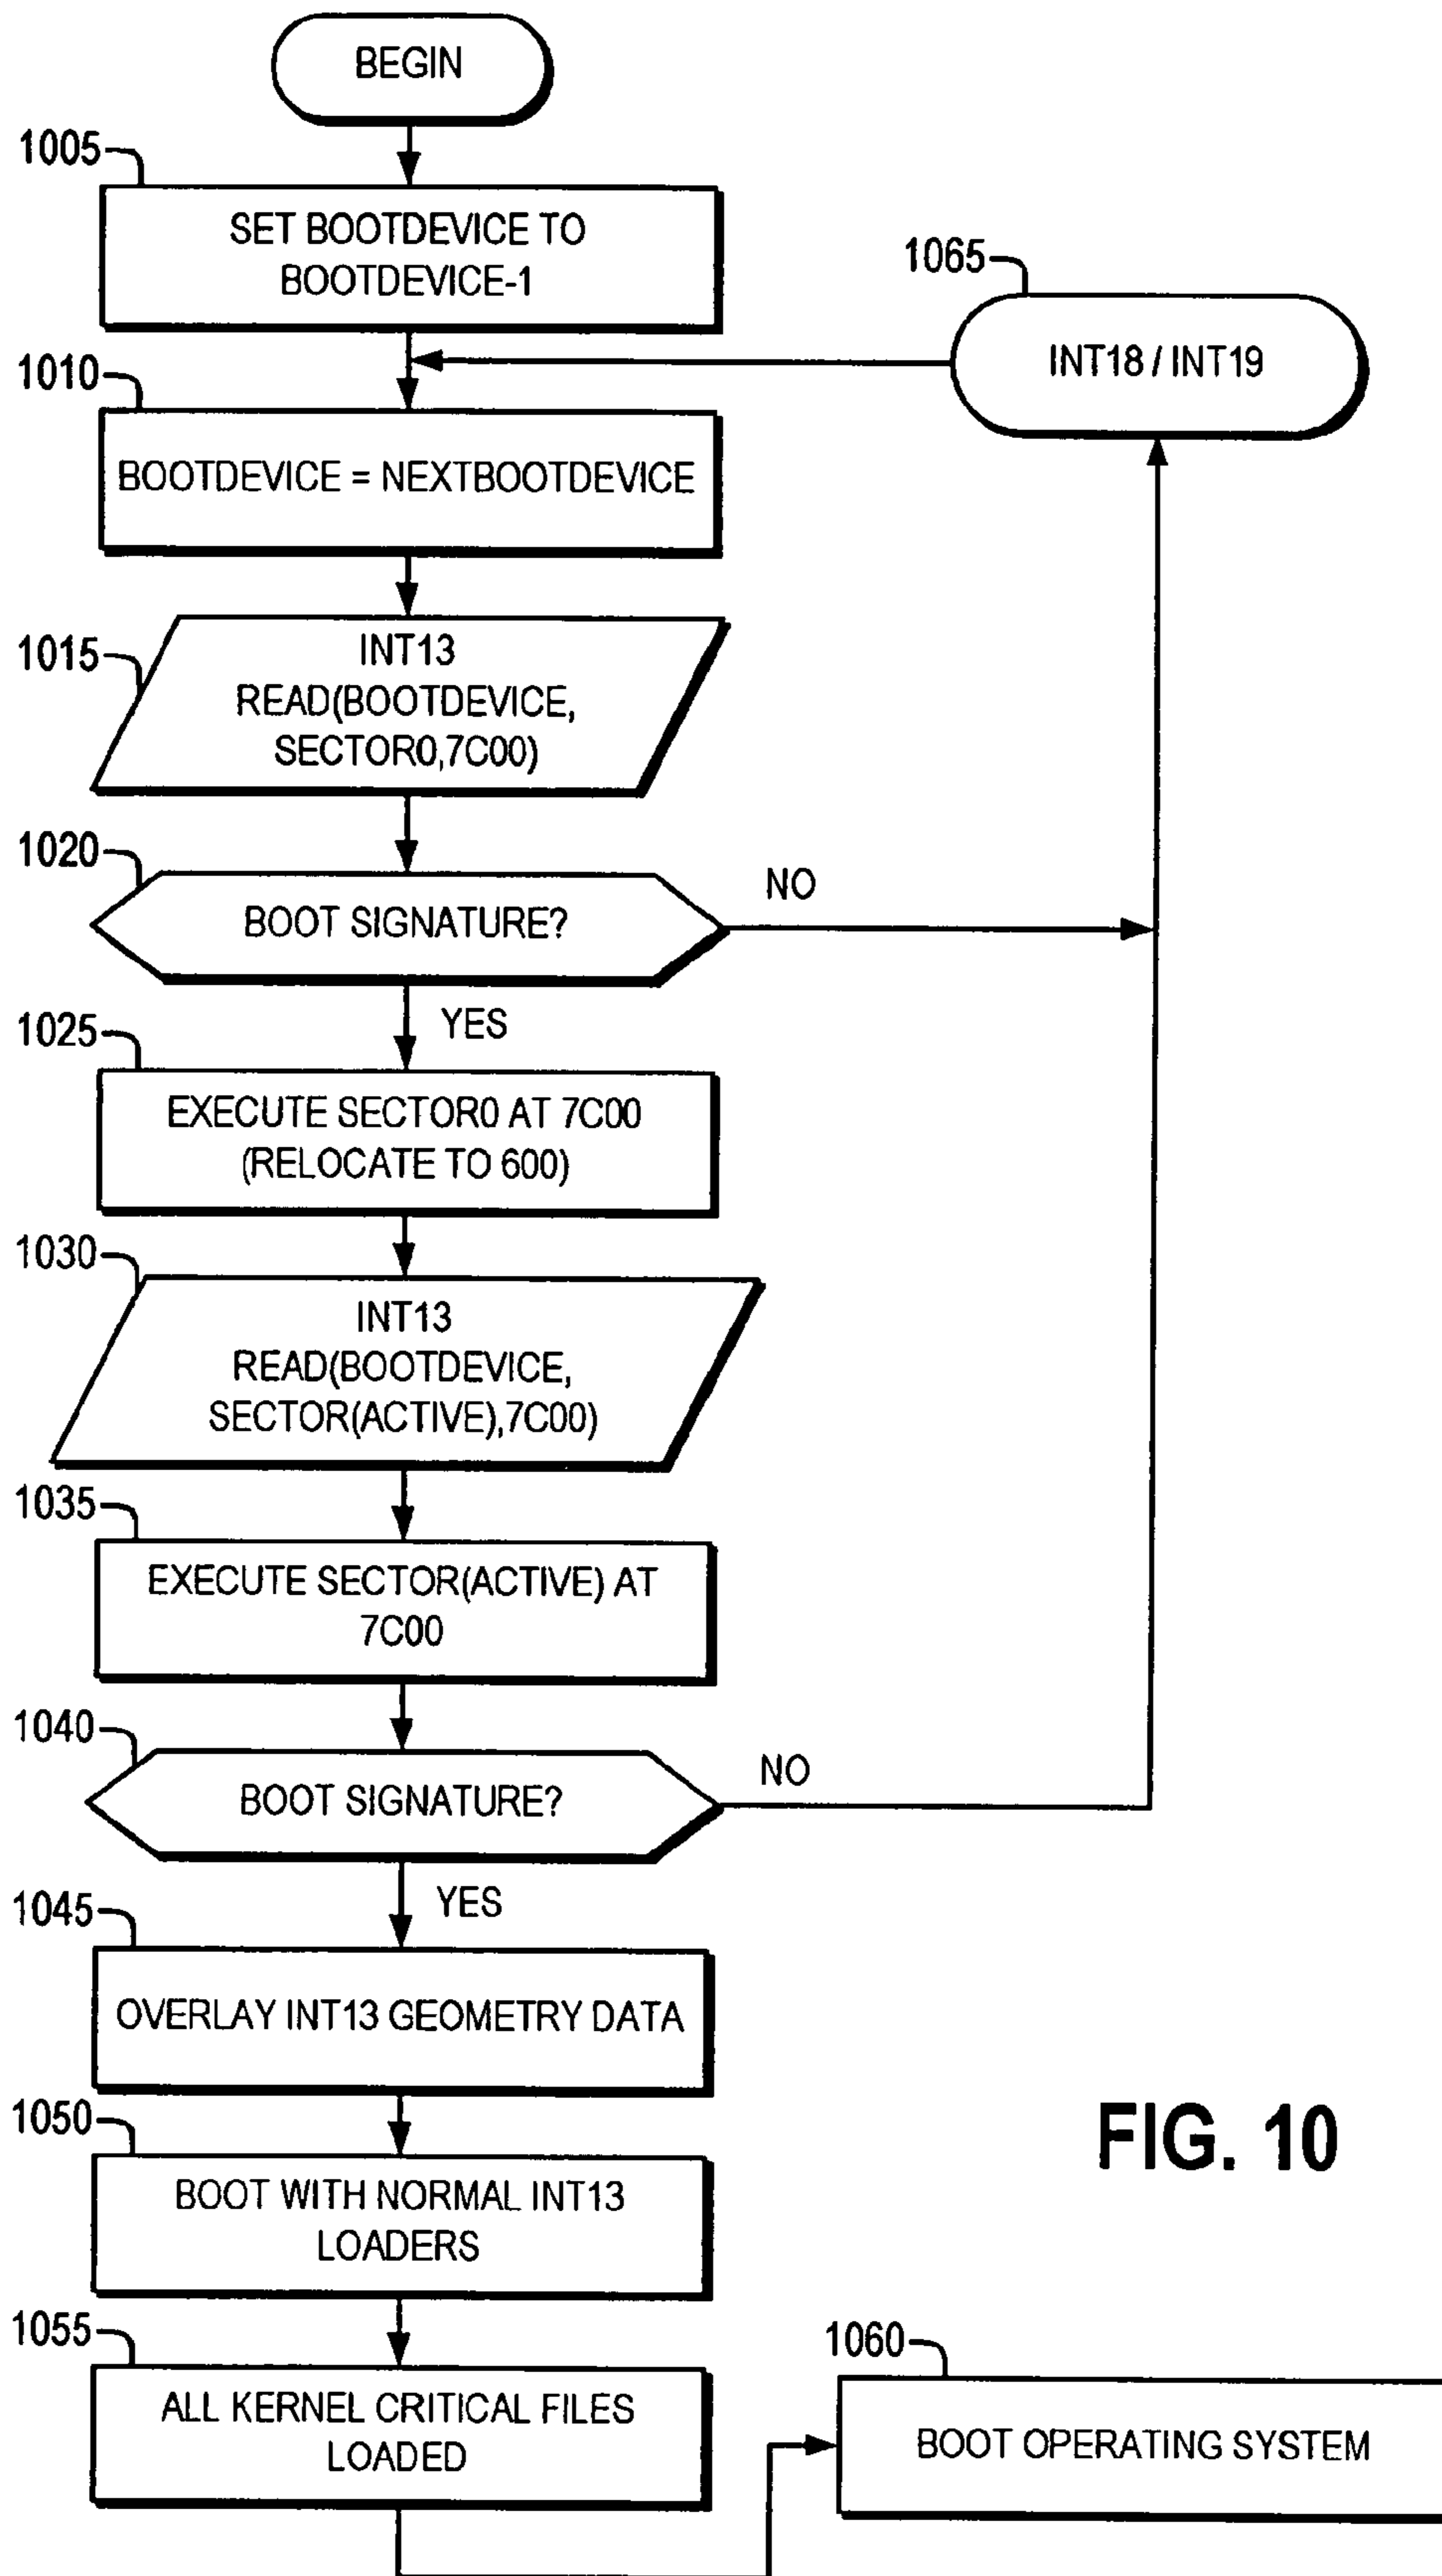 BEGIN
1005
SET BOOTDEVICE TO
BOOTDEVICE-1
1065
INT18 / INT19
1010
BOOTDEVICE = NEXTBOOTDEVICE
1015
INT13
READ(BOOTDEVICE,
SECTOR0,7C00)
1020
BOOT SIGNATURE?
NO
YES
1025
EXECUTE SECTOR0 AT 7C00
(RELOCATE TO 600)
1030
INT13
READ(BOOTDEVICE,
SECTOR(ACTIVE),7C00)
1035
EXECUTE SECTOR(ACTIVE) AT
7C00
1040
BOOT SIGNATURE?
NO
YES
1045
OVERLAY INT13 GEOMETRY DATA
1050
BOOT WITH NORMAL INT13
LOADERS
1055
ALL KERNEL CRITICAL FILES
LOADED
1060
BOOT OPERATING SYSTEM
FIG. 10